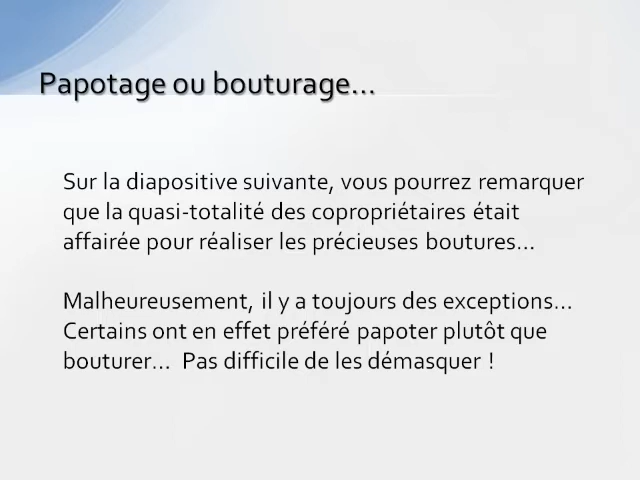 Papotage ou bouturage...
Sur la diapositive suivante, vous pourrez remarquer
que la quasi-totalité des copropriétaires était
affairée pour réaliser les précieuses boutures...
Malheureusement, il y a toujours des exceptions...
Certains ont en effet préféré papoter plutôt que
bouturer... Pas difficile de les démasquer !